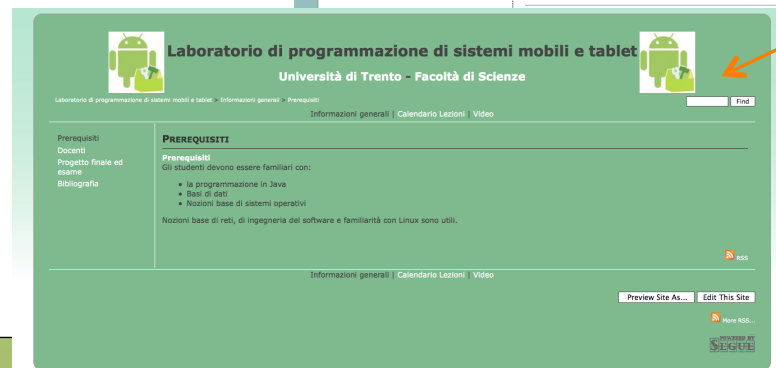 Laboratorio di programmazione di sistemi mobili e tablet
Università di Trento - Facoltà di Scienze
Laboratorio di programmazione di sistemi mobili e tablet > Informazioni generali > Prerequisiti
Find
Informazioni generali | Calendario Lezioni | Video
Prerequisiti
Docenti
Progetto finale ed
esame
Bibliografia
PREREQUISITI
Prerequisiti
Gli studenti devono essere familiari con:
• la programmazione in Java
• Basi di dati
• Nozioni base di sistemi operativi
Nozioni base di reti, di ingegneria del software e familiarità con Linux sono utili.
RSS
Informazioni generali | Calendario Lezioni | Video
Preview Site As... Edit This Site
More RSS...
POWERED BY
SEGUE